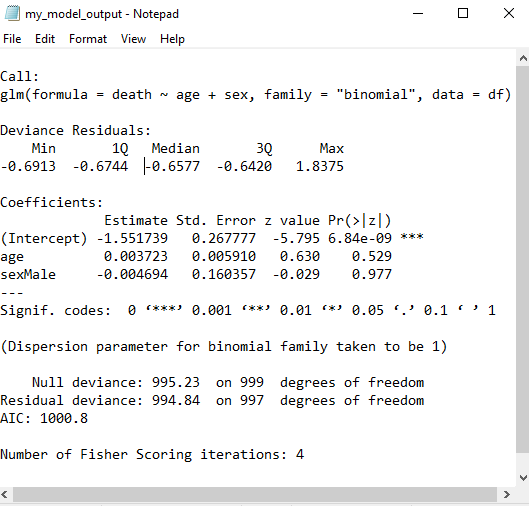 my_model_output - Notepad
File Edit Format View Help
Call:
glm(formula = death ~ age + sex, family = "binomial", data = df)
Deviance Residuals:
    Min       1Q   Median       3Q      Max
-0.6913  -0.6744  -0.6577  -0.6420   1.8375
Coefficients:
             Estimate Std. Error z value Pr(>|z|)
(Intercept) -1.551739   0.267777  -5.795 6.84e-09 ***
age          0.003723   0.005910   0.630    0.529
sexMale     -0.004694   0.160357  -0.029    0.977
---
Signif. codes:  0 ‘***’ 0.001 ‘**’ 0.01 ‘*’ 0.05 ‘.’ 0.1 ‘ ’ 1
(Dispersion parameter for binomial family taken to be 1)
    Null deviance: 995.23  on 999  degrees of freedom
Residual deviance: 994.84  on 997  degrees of freedom
AIC: 1000.8
Number of Fisher Scoring iterations: 4